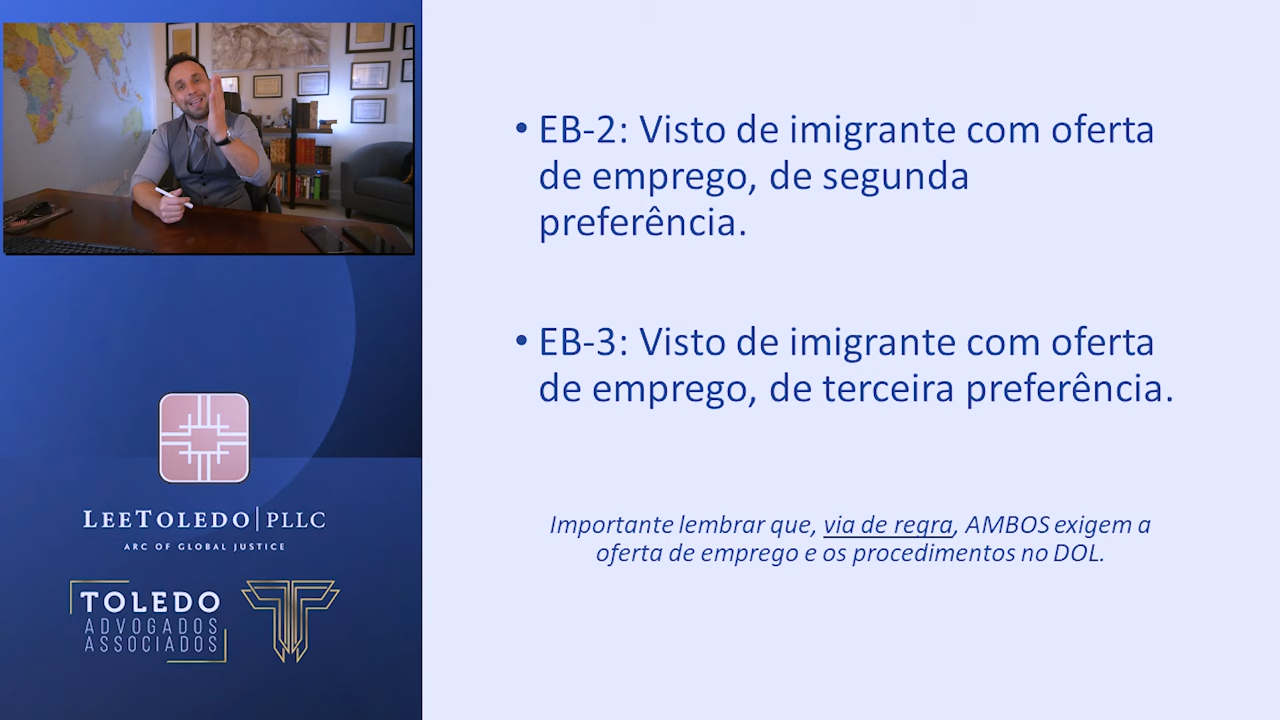 • EB-2: Visto de imigrante com oferta
de emprego, de segunda
preferência.
• EB-3: Visto de imigrante com oferta
de emprego, de terceira preferência.
Importante lembrar que, via de regra, AMBOS exigem a
oferta de emprego e os procedimentos no DOL.
LEETOLEDO|PLLC
ARC OF GLOBAL JUSTICE
TOLEDO
ADVOGADOS
ASSOCIADOS